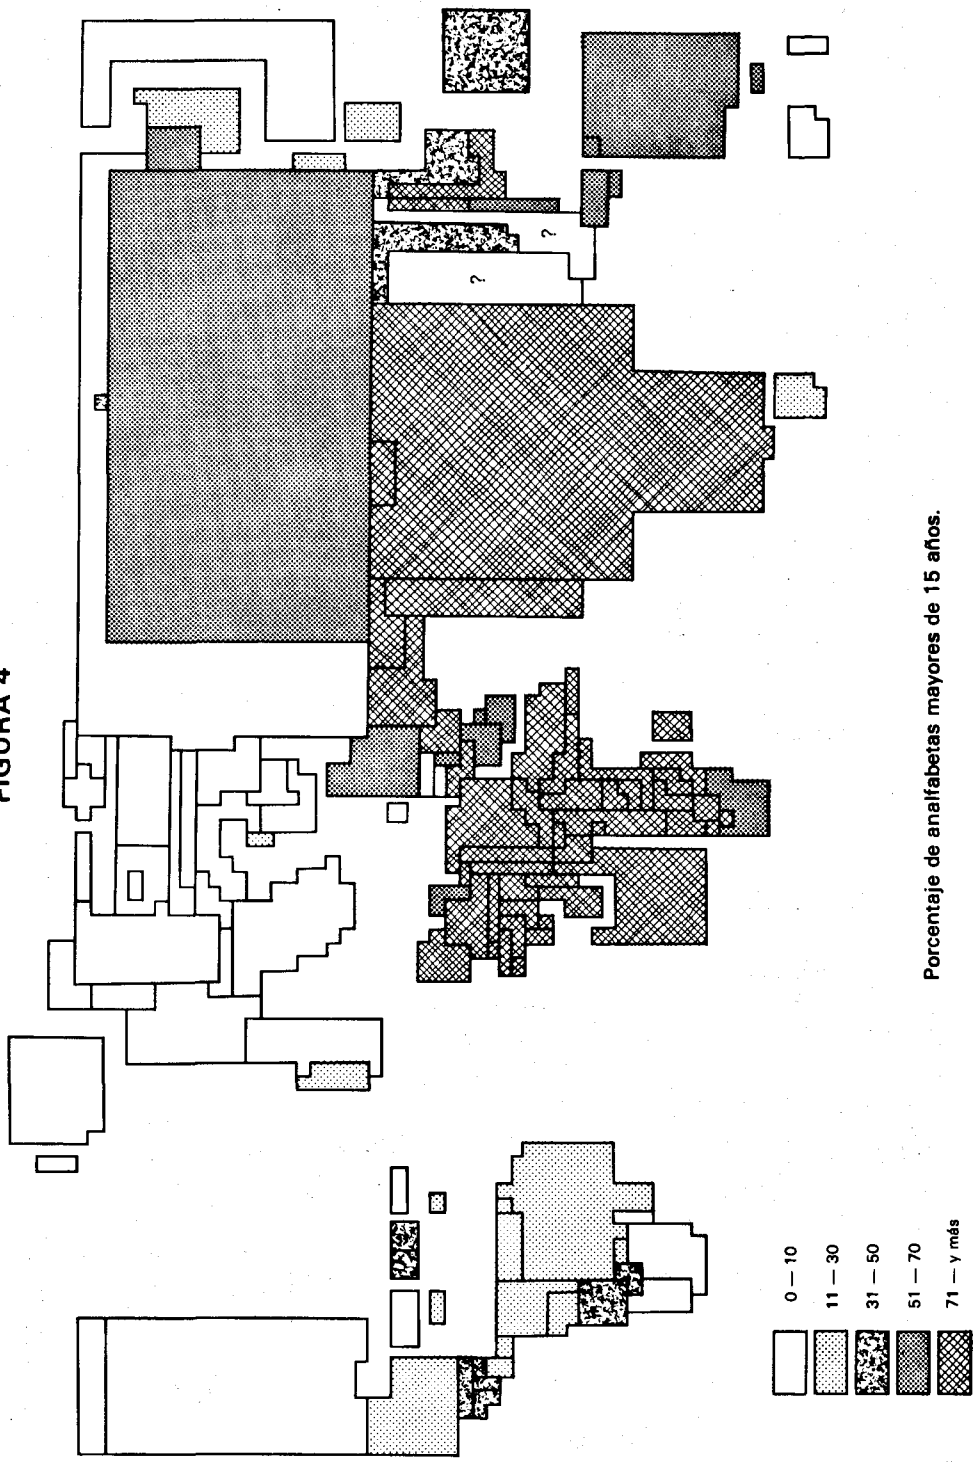 FIGURA 4
?
?
Porcentaje de analfabetas mayores de 15 años.
0 — 10
11 — 30
31 — 50
51 — 70
71 — y más